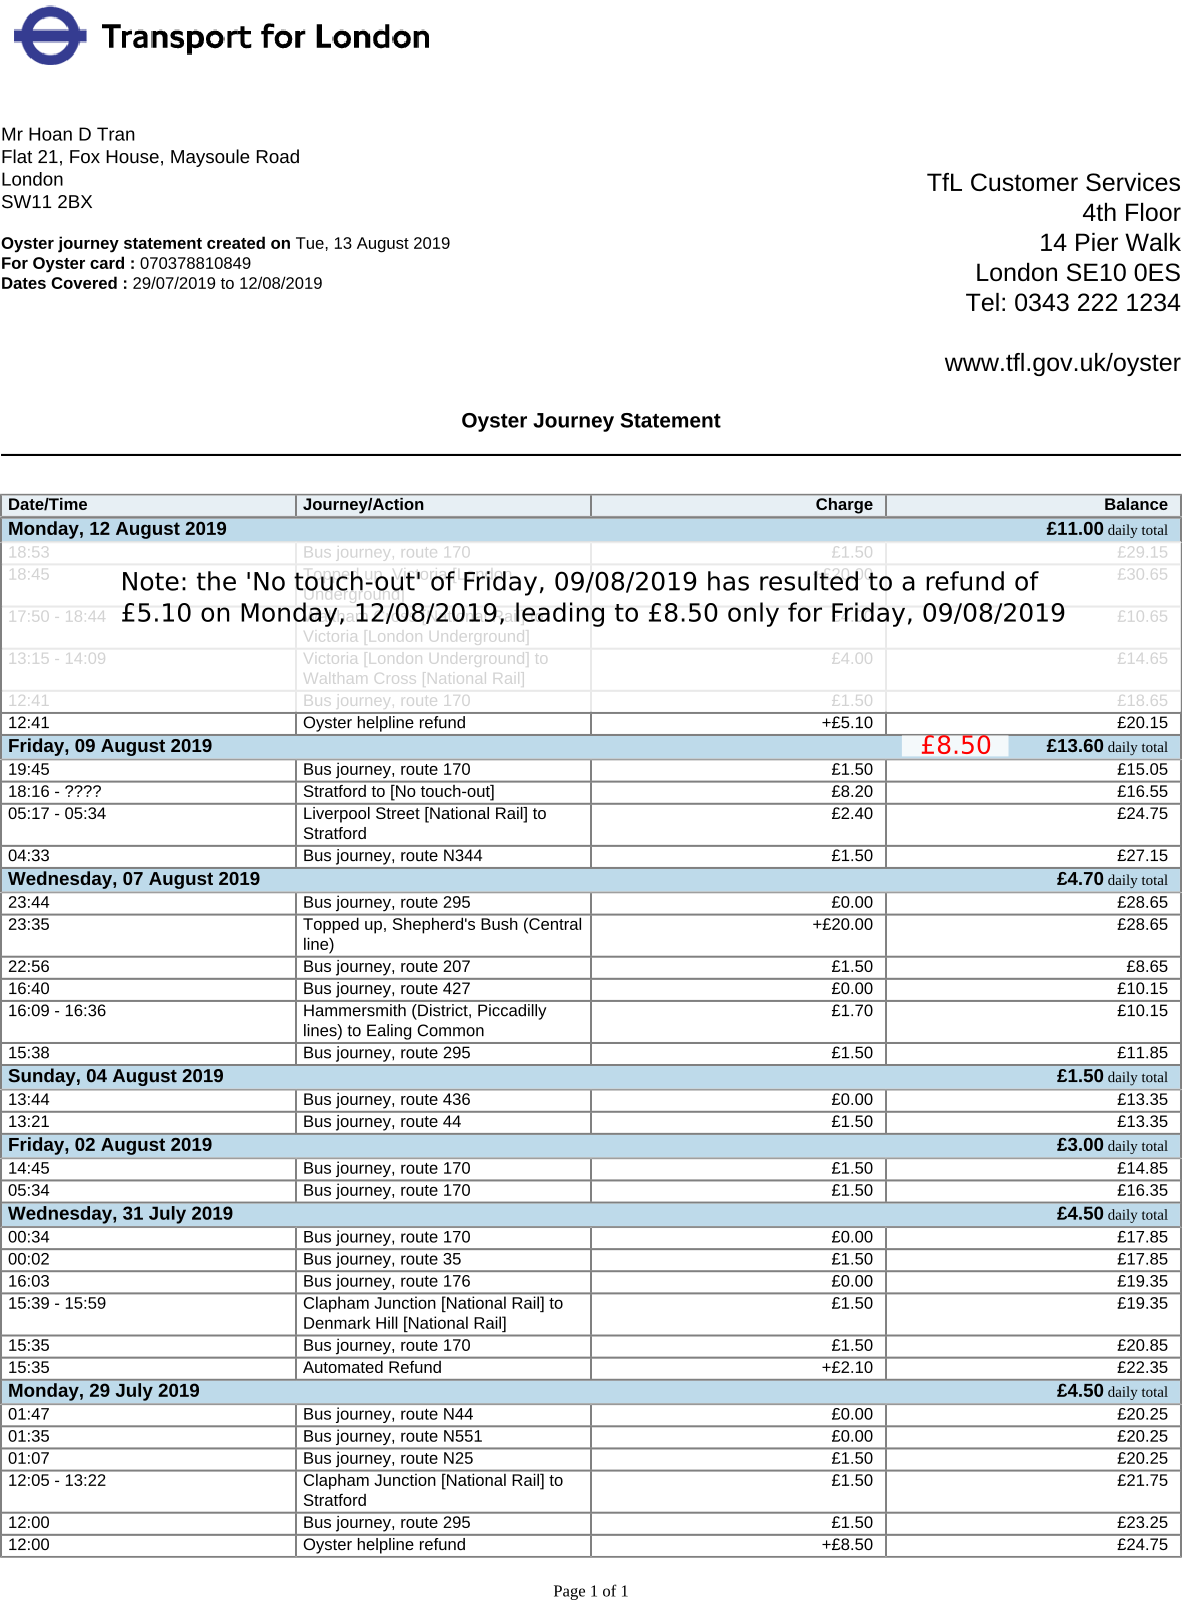 Transport for London
Mr Hoan D Tran
Flat 21, Fox House, Maysoule Road
London
SW11 2BX
TfL Customer Services
4th Floor
14 Pier Walk
London SE10 0ES
Tel: 0343 222 1234
www.tfl.gov.uk/oyster
Oyster journey statement created on Tue, 13 August 2019
For Oyster card : 070378810849
Dates Covered : 29/07/2019 to 12/08/2019
Oyster Journey Statement
Date/Time Journey/Action Charge Balance
Monday, 12 August 2019 £11.00 daily total
18:53 Bus journey, route 170 £1.50 £29.15
18:45 Topped up, Victoria [London +£20.00 £30.65
Underground]
Note: the 'No touch-out' of Friday, 09/08/2019 has resulted to a refund of
£5.10 on Monday, 12/08/2019, leading to £8.50 only for Friday, 09/08/2019
17:50 - 18:44 £10.65
Victoria [London Underground]
13:15 - 14:09 Victoria [London Underground] to £4.00 £14.65
Waltham Cross [National Rail]
12:41 Bus journey, route 170 £1.50 £18.65
12:41 Oyster helpline refund +£5.10 £20.15
Friday, 09 August 2019 £8.50 £13.60 daily total
19:45 Bus journey, route 170 £1.50 £15.05
18:16 - ???? Stratford to [No touch-out] £8.20 £16.55
05:17 - 05:34 Liverpool Street [National Rail] to £2.40 £24.75
Stratford
04:33 Bus journey, route N344 £1.50 £27.15
Wednesday, 07 August 2019 £4.70 daily total
23:44 Bus journey, route 295 £0.00 £28.65
23:35 Topped up, Shepherd's Bush (Central +£20.00 £28.65
line)
22:56 Bus journey, route 207 £1.50 £8.65
16:40 Bus journey, route 427 £0.00 £10.15
16:09 - 16:36 Hammersmith (District, Piccadilly £1.70 £10.15
lines) to Ealing Common
15:38 Bus journey, route 295 £1.50 £11.85
Sunday, 04 August 2019 £1.50 daily total
13:44 Bus journey, route 436 £0.00 £13.35
13:21 Bus journey, route 44 £1.50 £13.35
Friday, 02 August 2019 £3.00 daily total
14:45 Bus journey, route 170 £1.50 £14.85
05:34 Bus journey, route 170 £1.50 £16.35
Wednesday, 31 July 2019 £4.50 daily total
00:34 Bus journey, route 170 £0.00 £17.85
00:02 Bus journey, route 35 £1.50 £17.85
16:03 Bus journey, route 176 £0.00 £19.35
15:39 - 15:59 Clapham Junction [National Rail] to £1.50 £19.35
Denmark Hill [National Rail]
15:35 Bus journey, route 170 £1.50 £20.85
15:35 Automated Refund +£2.10 £22.35
Monday, 29 July 2019 £4.50 daily total
01:47 Bus journey, route N44 £0.00 £20.25
01:35 Bus journey, route N551 £0.00 £20.25
01:07 Bus journey, route N25 £1.50 £20.25
12:05 - 13:22 Clapham Junction [National Rail] to £1.50 £21.75
Stratford
12:00 Bus journey, route 295 £1.50 £23.25
12:00 Oyster helpline refund +£8.50 £24.75
Page 1 of 1